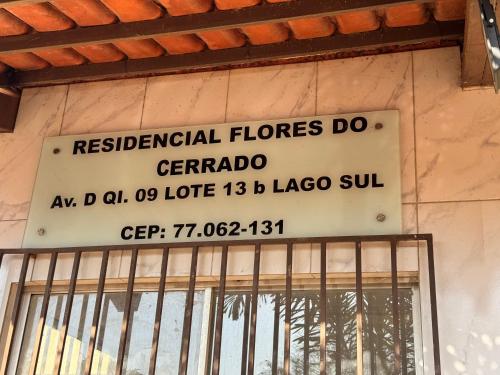 RESIDENCIAL FLORES DO
CERRADO
Av. D QI. 09 LOTE 13 b LAGO SUL
CEP: 77.062-131